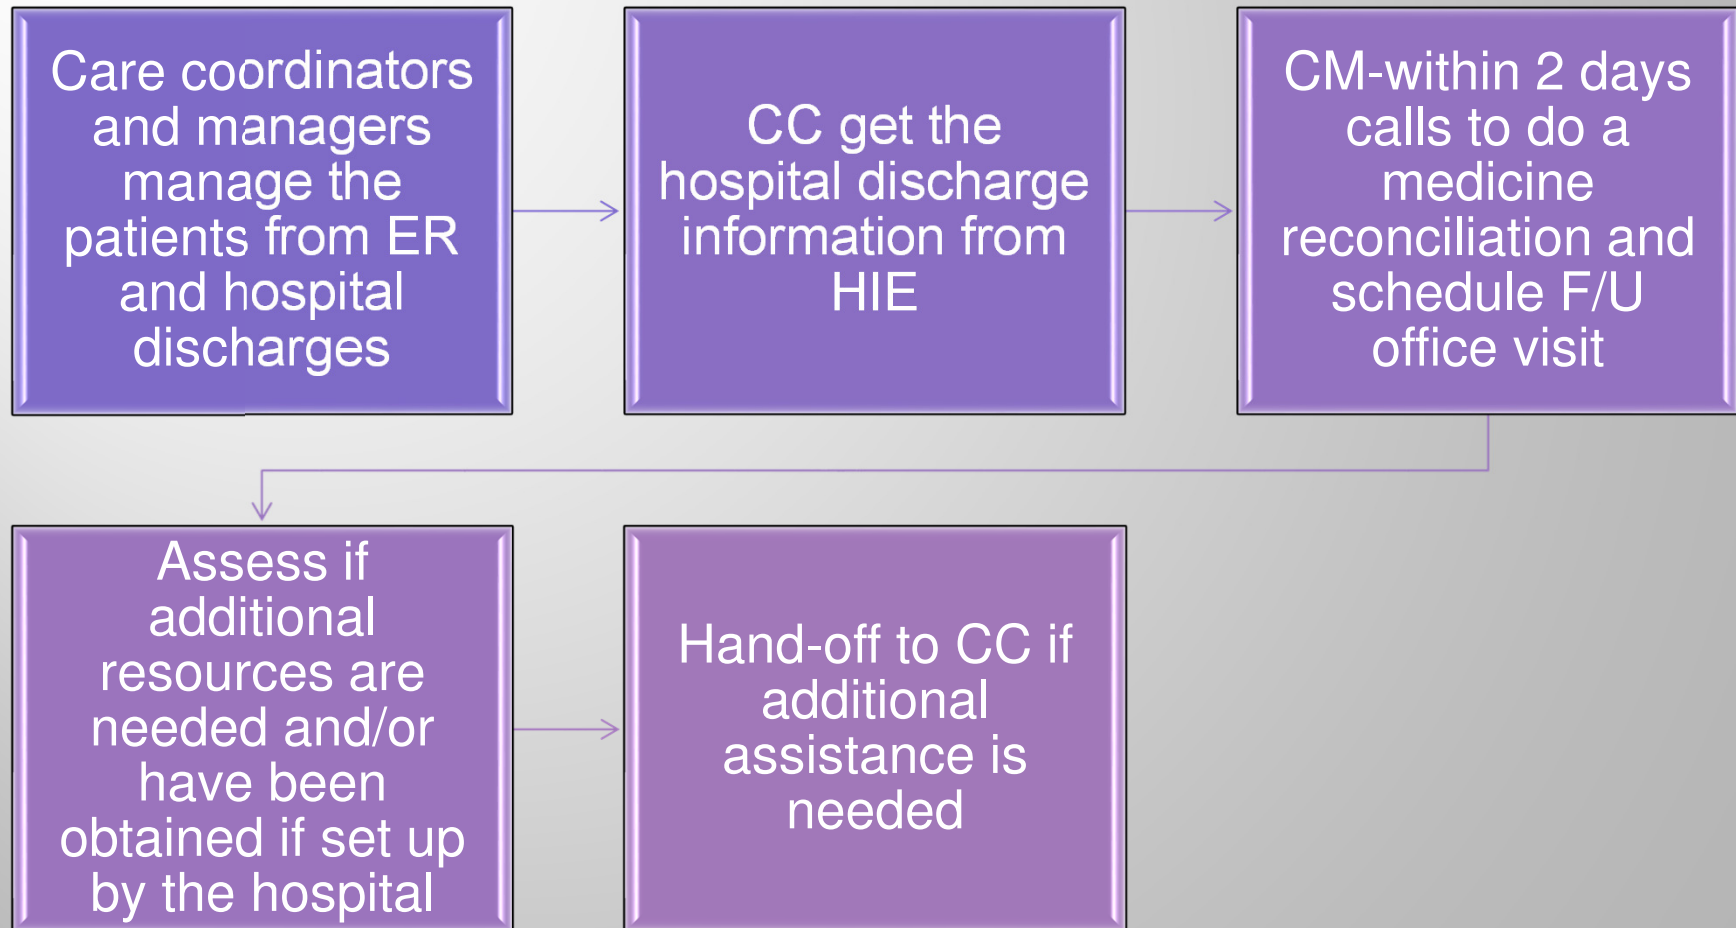 Care coordinators
and managers
manage the
patients from ER
and hospital
discharges
CC get the
hospital discharge
information from
HIE
CM-within 2 days
calls to do a
medicine
reconciliation and
schedule F/U
office visit
Assess if
additional
resources are
needed and/or
have been
obtained if set up
by the hospital
Hand-off to CC if
additional
assistance is
needed